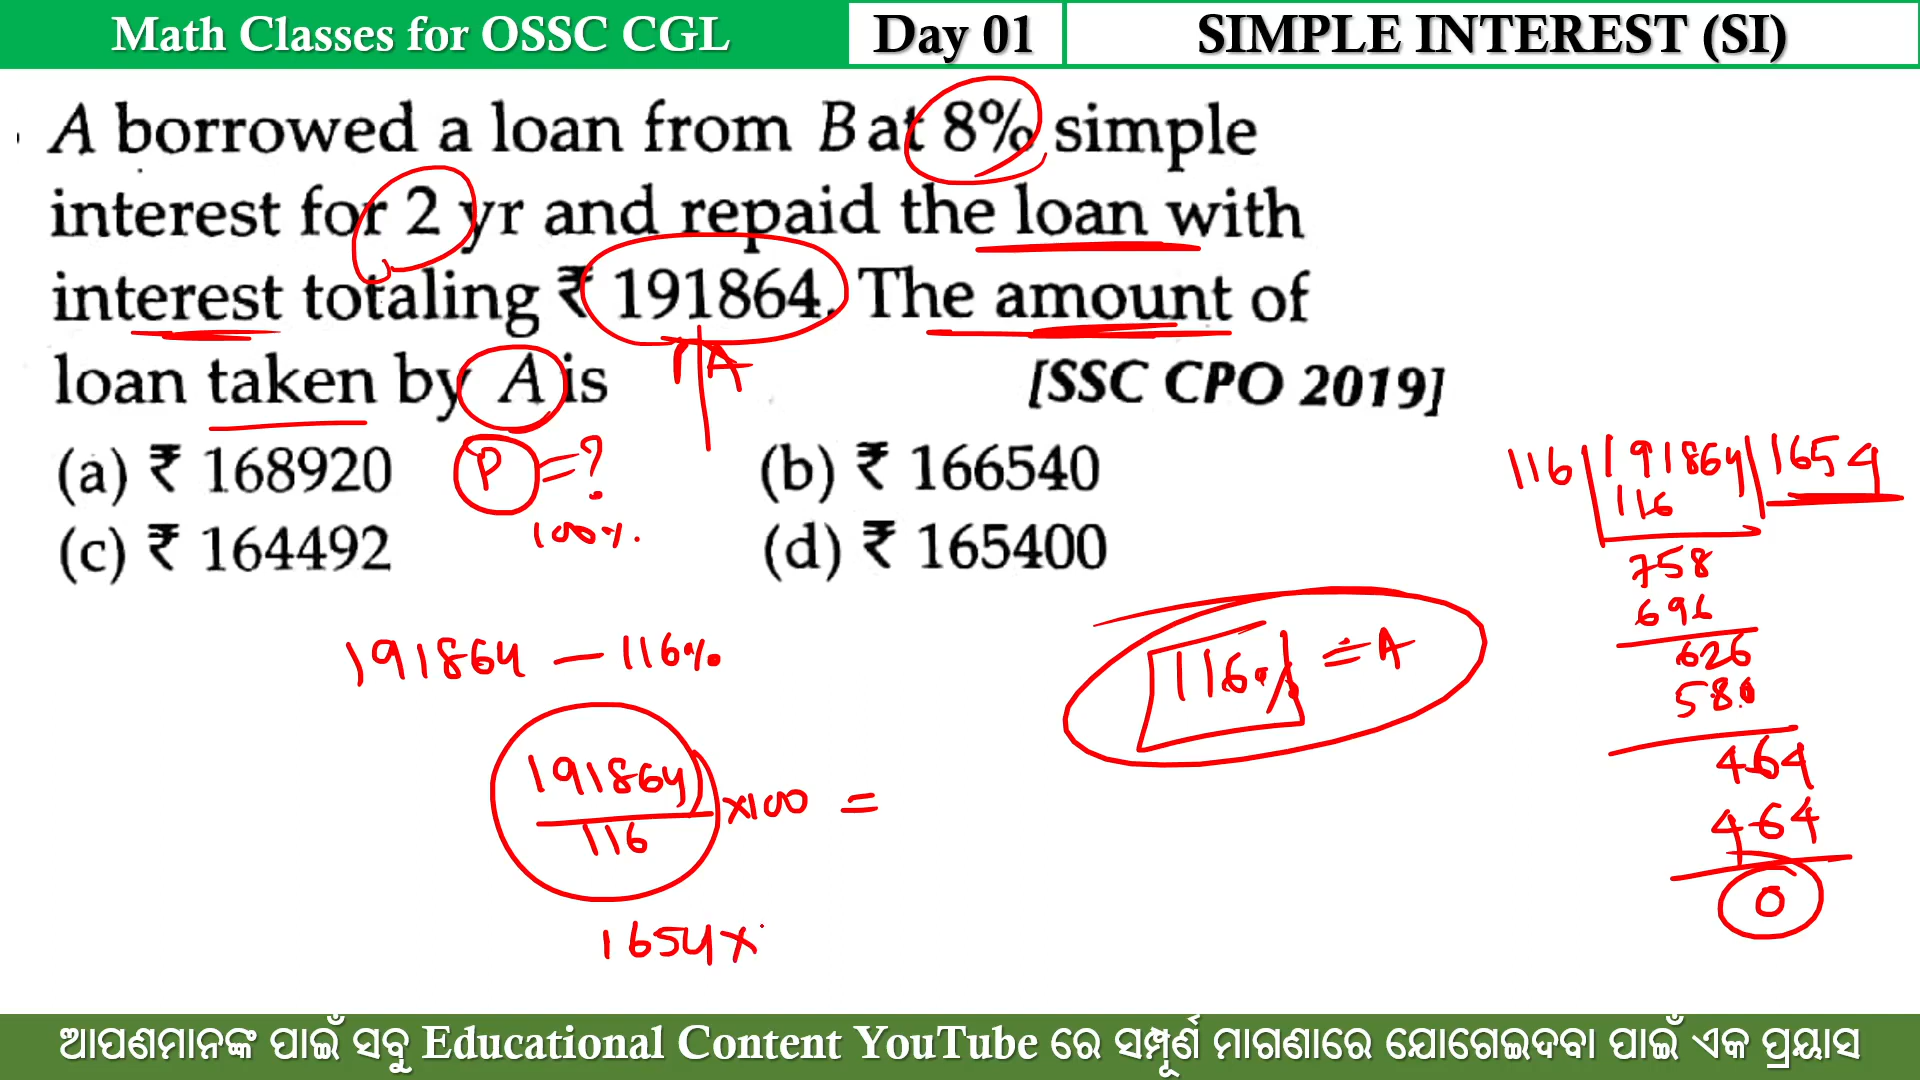 Math Classes for OSSC CGL
Day 01
SIMPLE INTEREST (SI)
A borrowed a loan from B at 8% simple
interest for 2 yr and repaid the loan with
interest totaling ₹ 191864. The amount of
loan taken by A is
[SSC CPO 2019]
A
(a) ₹ 168920
P = ?
(b) ₹ 166540
100%.
(c) ₹ 164492
(d) ₹ 165400
116 191864 1654
116
758
696
626
580
464
464
0
191864 — 116%
116% = A
191864
116
×100 =
1654×
ଆପଣମାନଙ୍କ ପାଇଁ ସବୁ Educational Content YouTube ରେ ସମ୍ପୂର୍ଣ ମାଗଣାରେ ଯୋଗେଇଦବା ପାଇଁ ଏକ ପ୍ରୟାସ